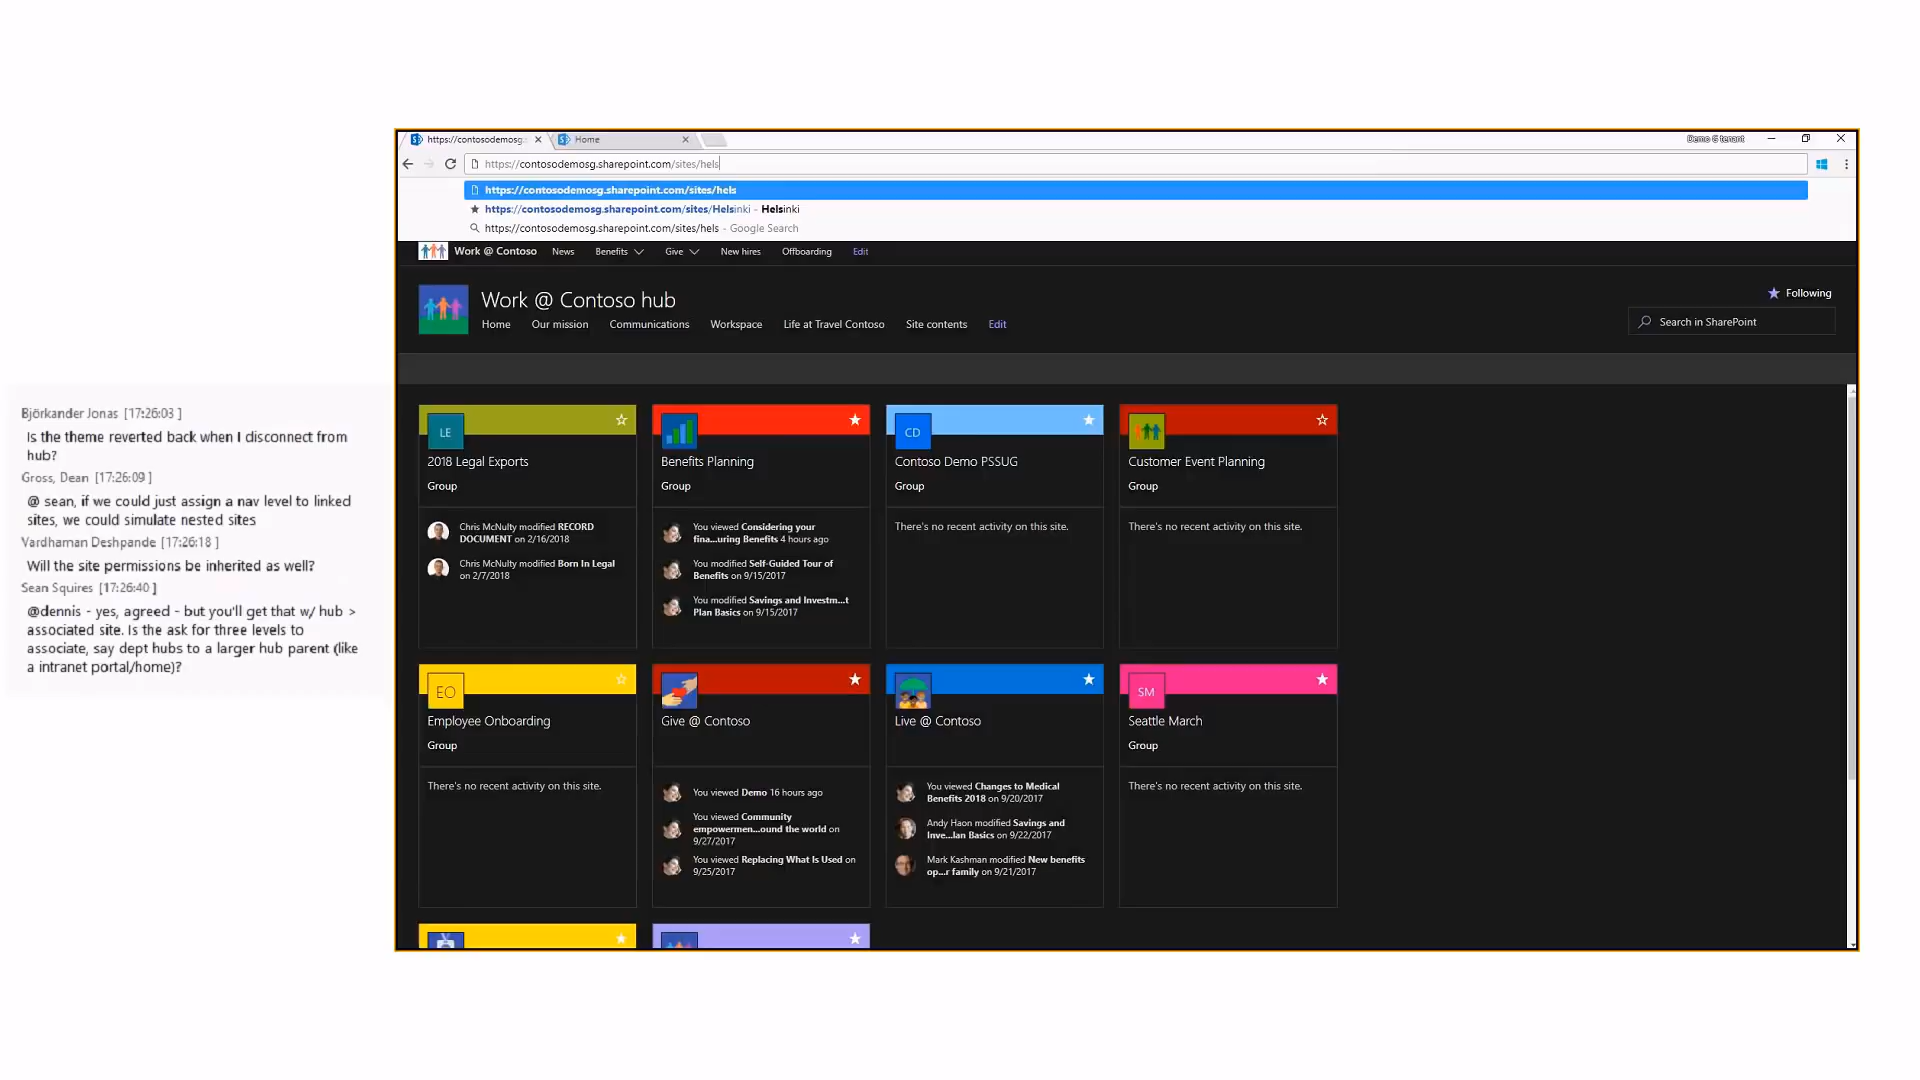 Björkander Jonas [17:26:03 ]
Is the theme reverted back when I disconnect from
hub?
Gross, Dean [17:26:09 ]
@ sean, if we could just assign a nav level to linked
sites, we could simulate nested sites
Vardhaman Deshpande [17:26:18 ]
Will the site permissions be inherited as well?
Sean Squires [17:26:40 ]
@dennis - yes, agreed - but you'll get that w/ hub >
associated site. Is the ask for three levels to
associate, say dept hubs to a larger hub parent (like
a intranet portal/home)?
https://contosodemosg. Home Demo G tenant
https://contosodemosg.sharepoint.com/sites/hels
https://contosodemosg.sharepoint.com/sites/hels
https://contosodemosg.sharepoint.com/sites/Helsinki - Helsinki
https://contosodemosg.sharepoint.com/sites/hels - Google Search
Work @ Contoso News Benefits Give New hires Offboarding Edit
Work @ Contoso hub
Following
Home Our mission Communications Workspace Life at Travel Contoso Site contents Edit
Search in SharePoint
LE
2018 Legal Exports
Group
Chris McNulty modified RECORD
DOCUMENT on 2/16/2018
Chris McNulty modified Born In Legal
on 2/7/2018
Benefits Planning
Group
You viewed Considering your
fina...uring Benefits 4 hours ago
You modified Self-Guided Tour of
Benefits on 9/15/2017
You modified Savings and Investm...t
Plan Basics on 9/15/2017
CD
Contoso Demo PSSUG
Group
There's no recent activity on this site.
Customer Event Planning
Group
There's no recent activity on this site.
EO
Employee Onboarding
Group
There's no recent activity on this site.
Give @ Contoso
You viewed Demo 16 hours ago
You viewed Community
empowermen...ound the world on
9/27/2017
You viewed Replacing What Is Used on
9/25/2017
Live @ Contoso
You viewed Changes to Medical
Benefits 2018 on 9/20/2017
Andy Haon modified Savings and
Inve...lan Basics on 9/22/2017
Mark Kashman modified New benefits
op...r family on 9/21/2017
SM
Seattle March
Group
There's no recent activity on this site.